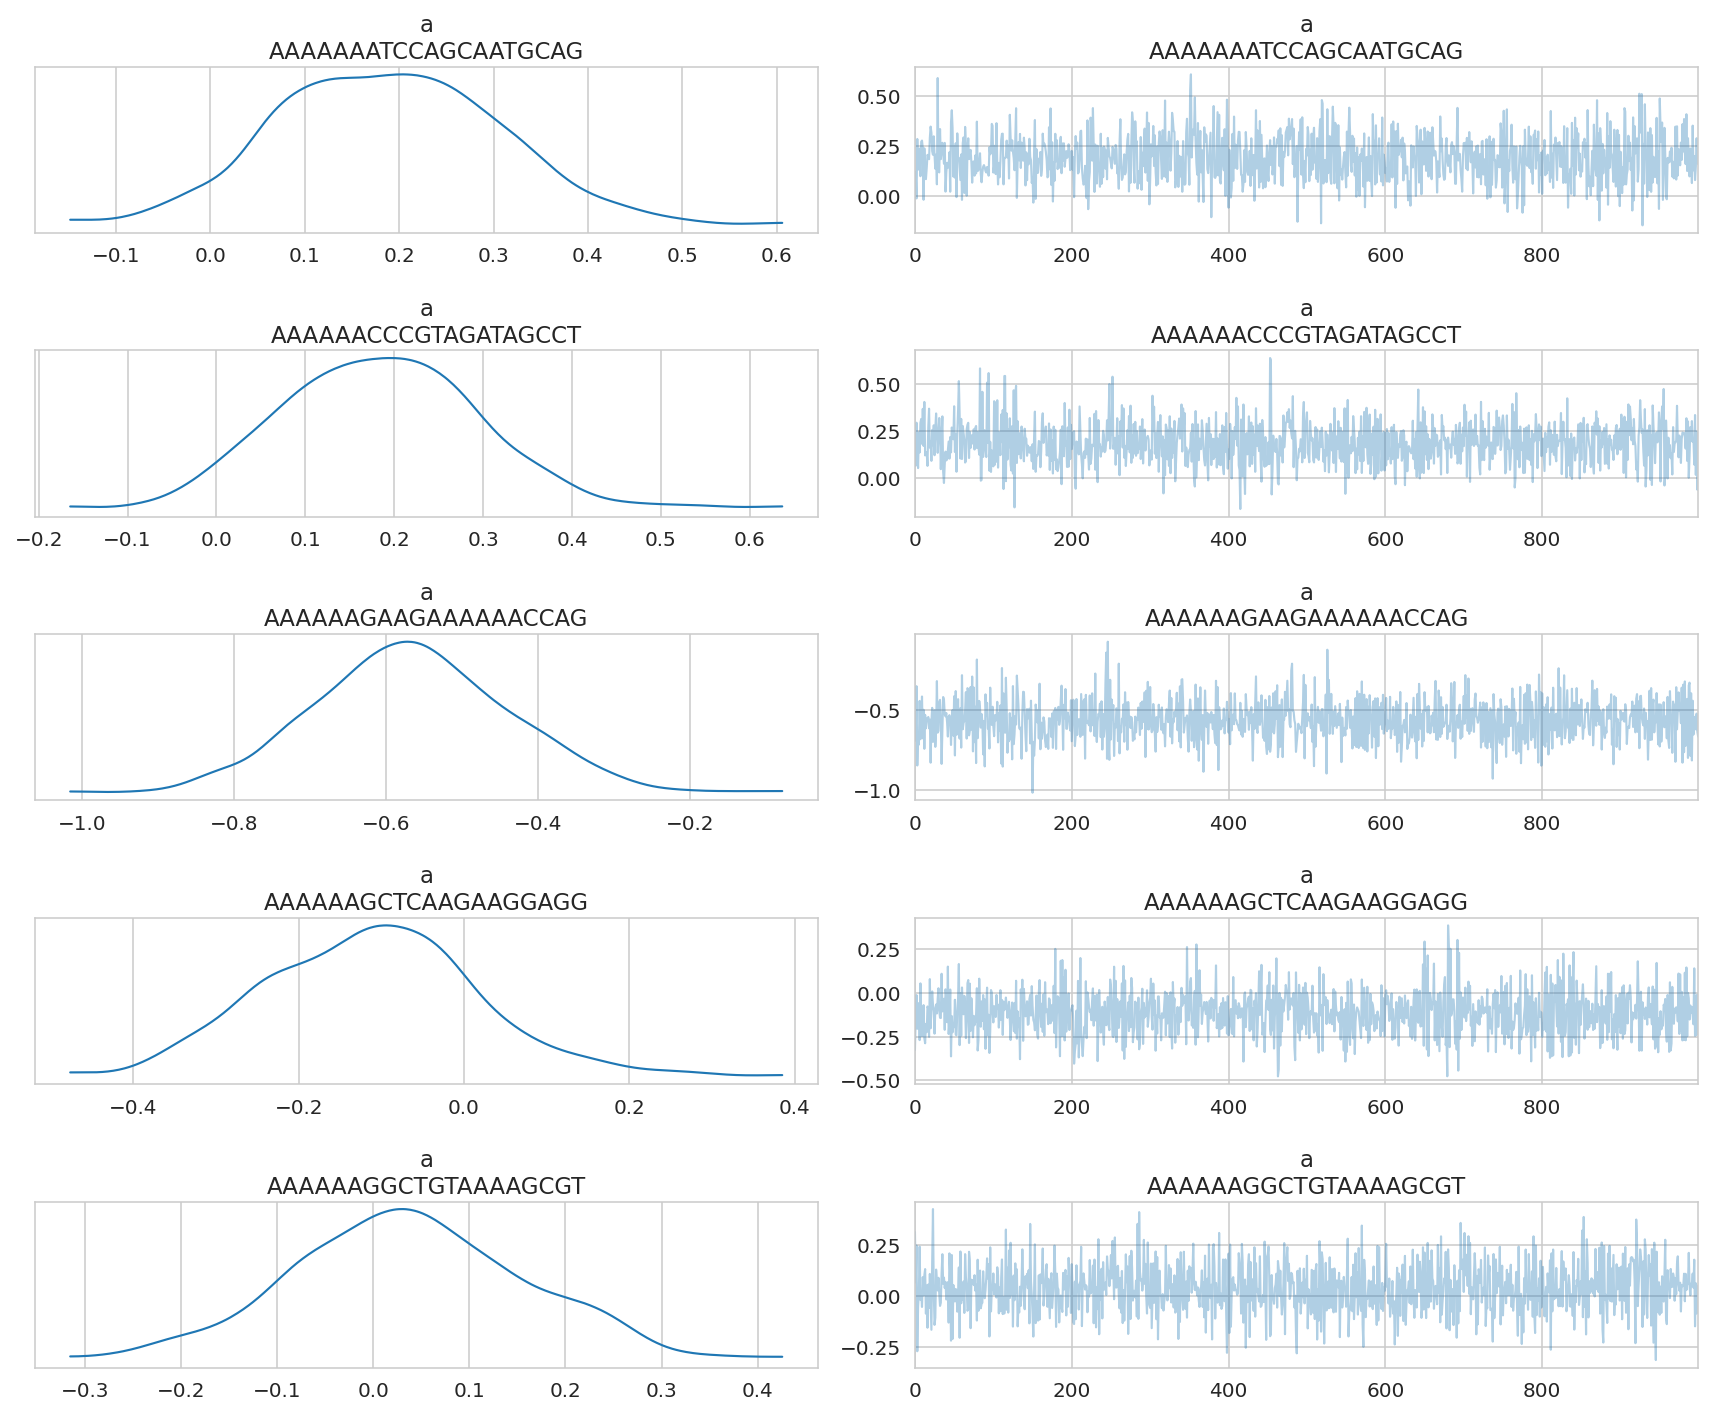 a
AAAAAAATCCAGCAATGCAG
−0.1 0.0 0.1 0.2 0.3 0.4 0.5 0.6
a
AAAAAAATCCAGCAATGCAG
0.50
0.25
0.00
0 200 400 600 800
a
AAAAAACCCGTAGATAGCCT
−0.2 −0.1 0.0 0.1 0.2 0.3 0.4 0.5 0.6
a
AAAAAACCCGTAGATAGCCT
0.50
0.25
0.00
0 200 400 600 800
a
AAAAAAGAAGAAAAAACCAG
−1.0 −0.8 −0.6 −0.4 −0.2
a
AAAAAAGAAGAAAAAACCAG
−0.5
−1.0
0 200 400 600 800
a
AAAAAAGCTCAAGAAGGAGG
−0.4 −0.2 0.0 0.2 0.4
a
AAAAAAGCTCAAGAAGGAGG
0.25
0.00
−0.25
−0.50
0 200 400 600 800
a
AAAAAAGGCTGTAAAAGCGT
−0.3 −0.2 −0.1 0.0 0.1 0.2 0.3 0.4
a
AAAAAAGGCTGTAAAAGCGT
0.25
0.00
−0.25
0 200 400 600 800